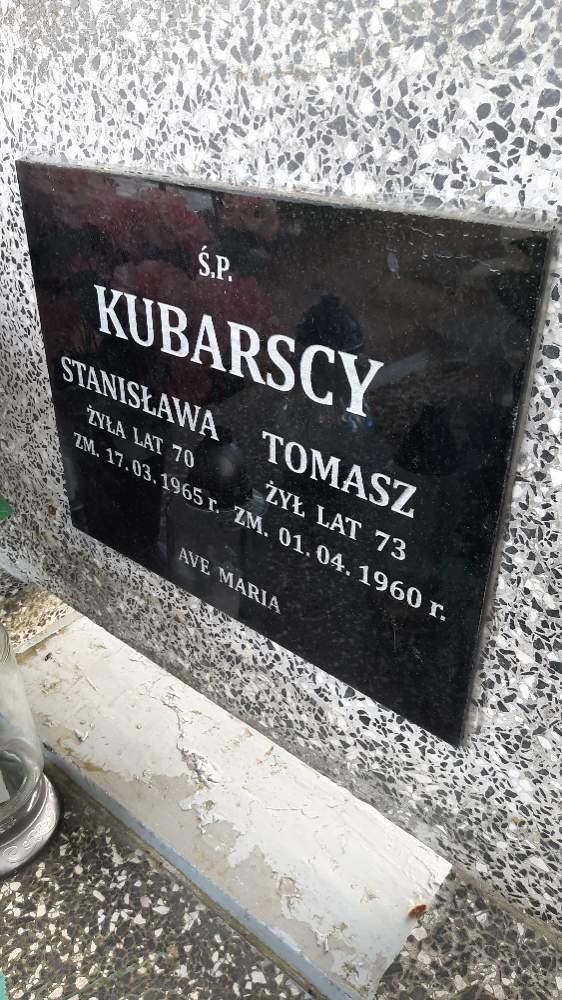 Ś.P.
KUBARSCY
STANISŁAWA
ŻYŁA LAT 70
ZM. 17.03.1965 r.
TOMASZ
ŻYŁ LAT 73
ZM. 01.04.1960 r.
AVE MARIA